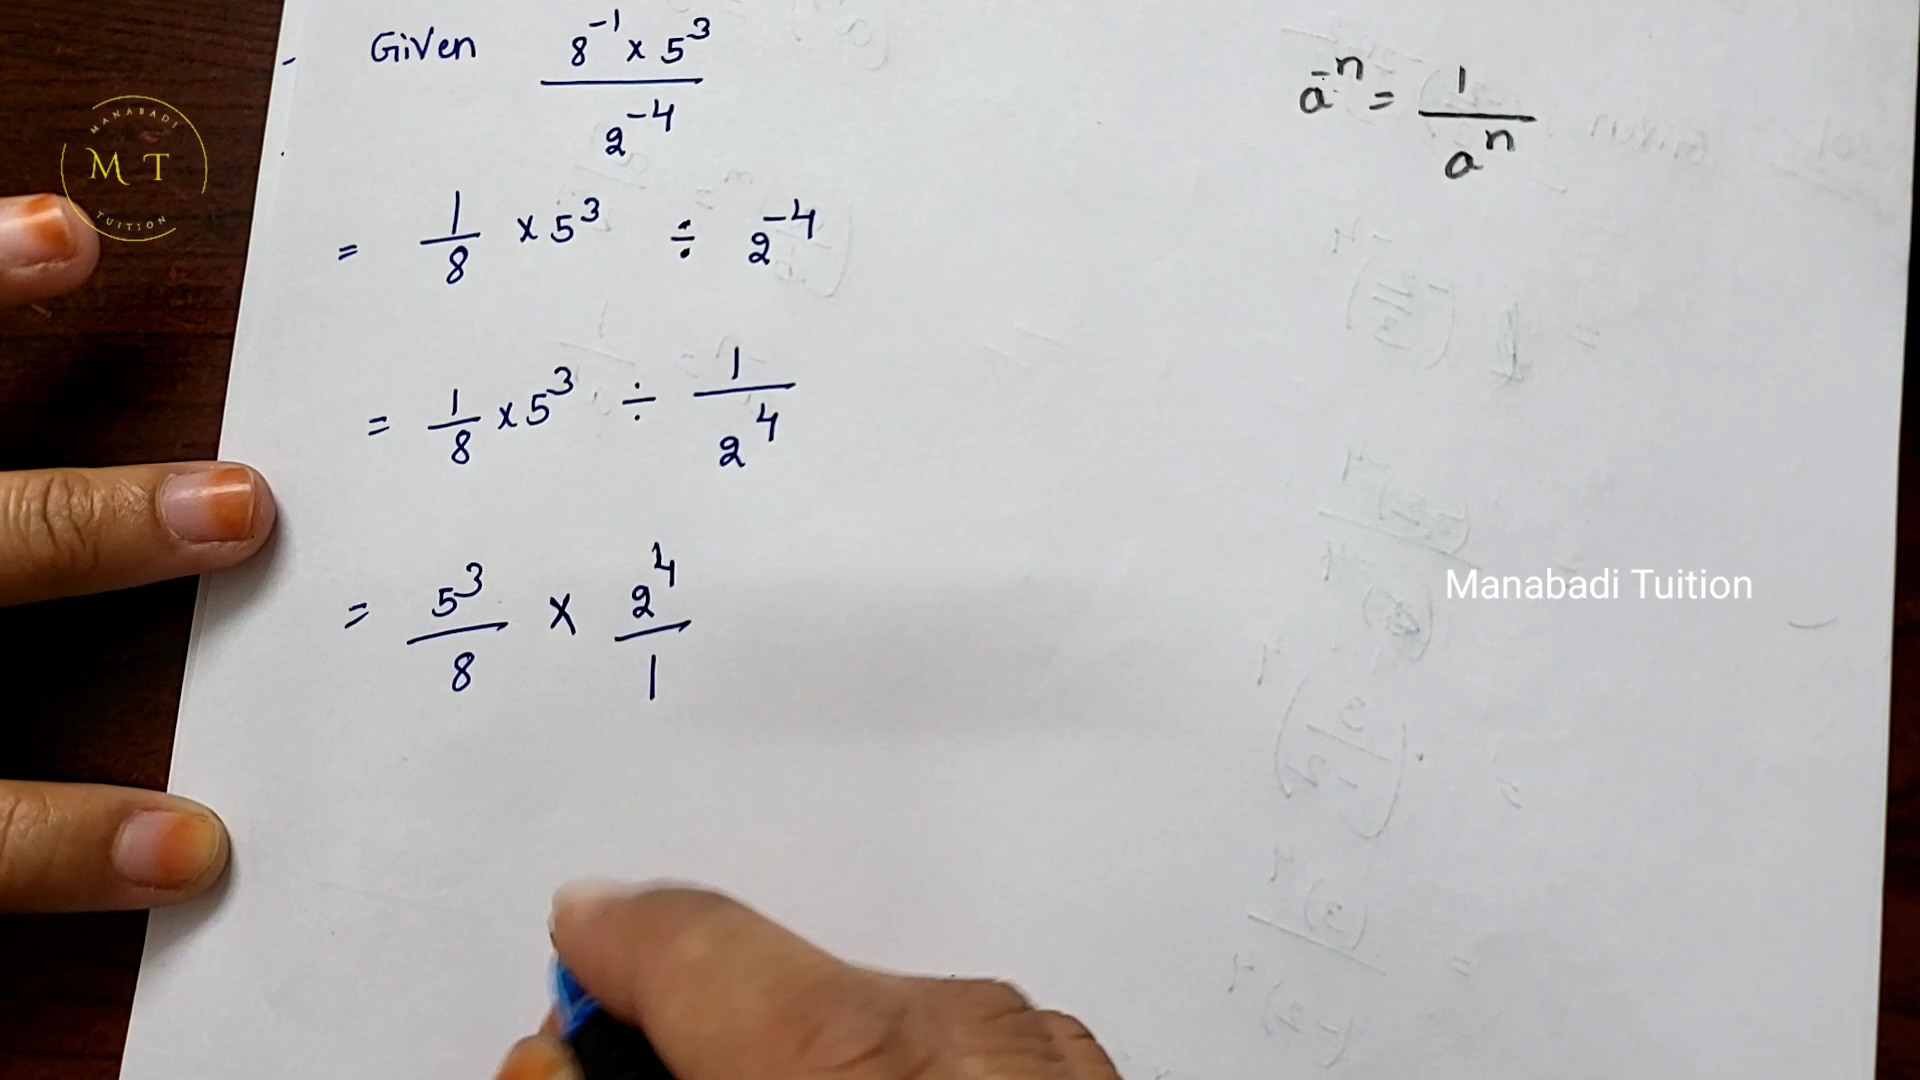 Given 8⁻¹ × 5³ / 2⁻⁴
a⁻ⁿ = 1 / aⁿ
MANABADI
MT
TUITION
= 1/8 × 5³ ÷ 2⁻⁴
= 1/8 × 5³ ÷ 1/2⁴
Manabadi Tuition
= 5³/8 × 2⁴/1